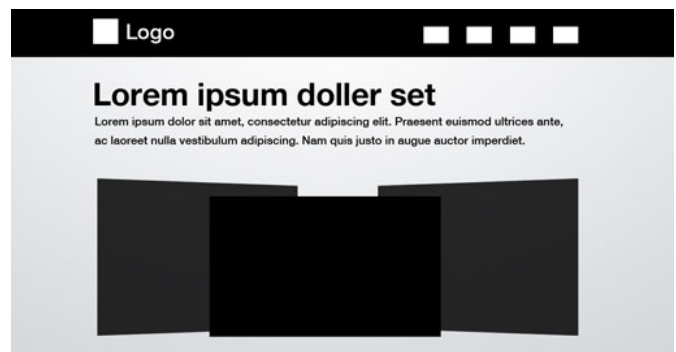 Logo
Lorem ipsum doller set
Lorem ipsum dolor sit amet, consectetur adipiscing elit. Praesent euismod ultrices ante,
ac laoreet nulla vestibulum adipiscing. Nam quis justo in augue auctor imperdiet.